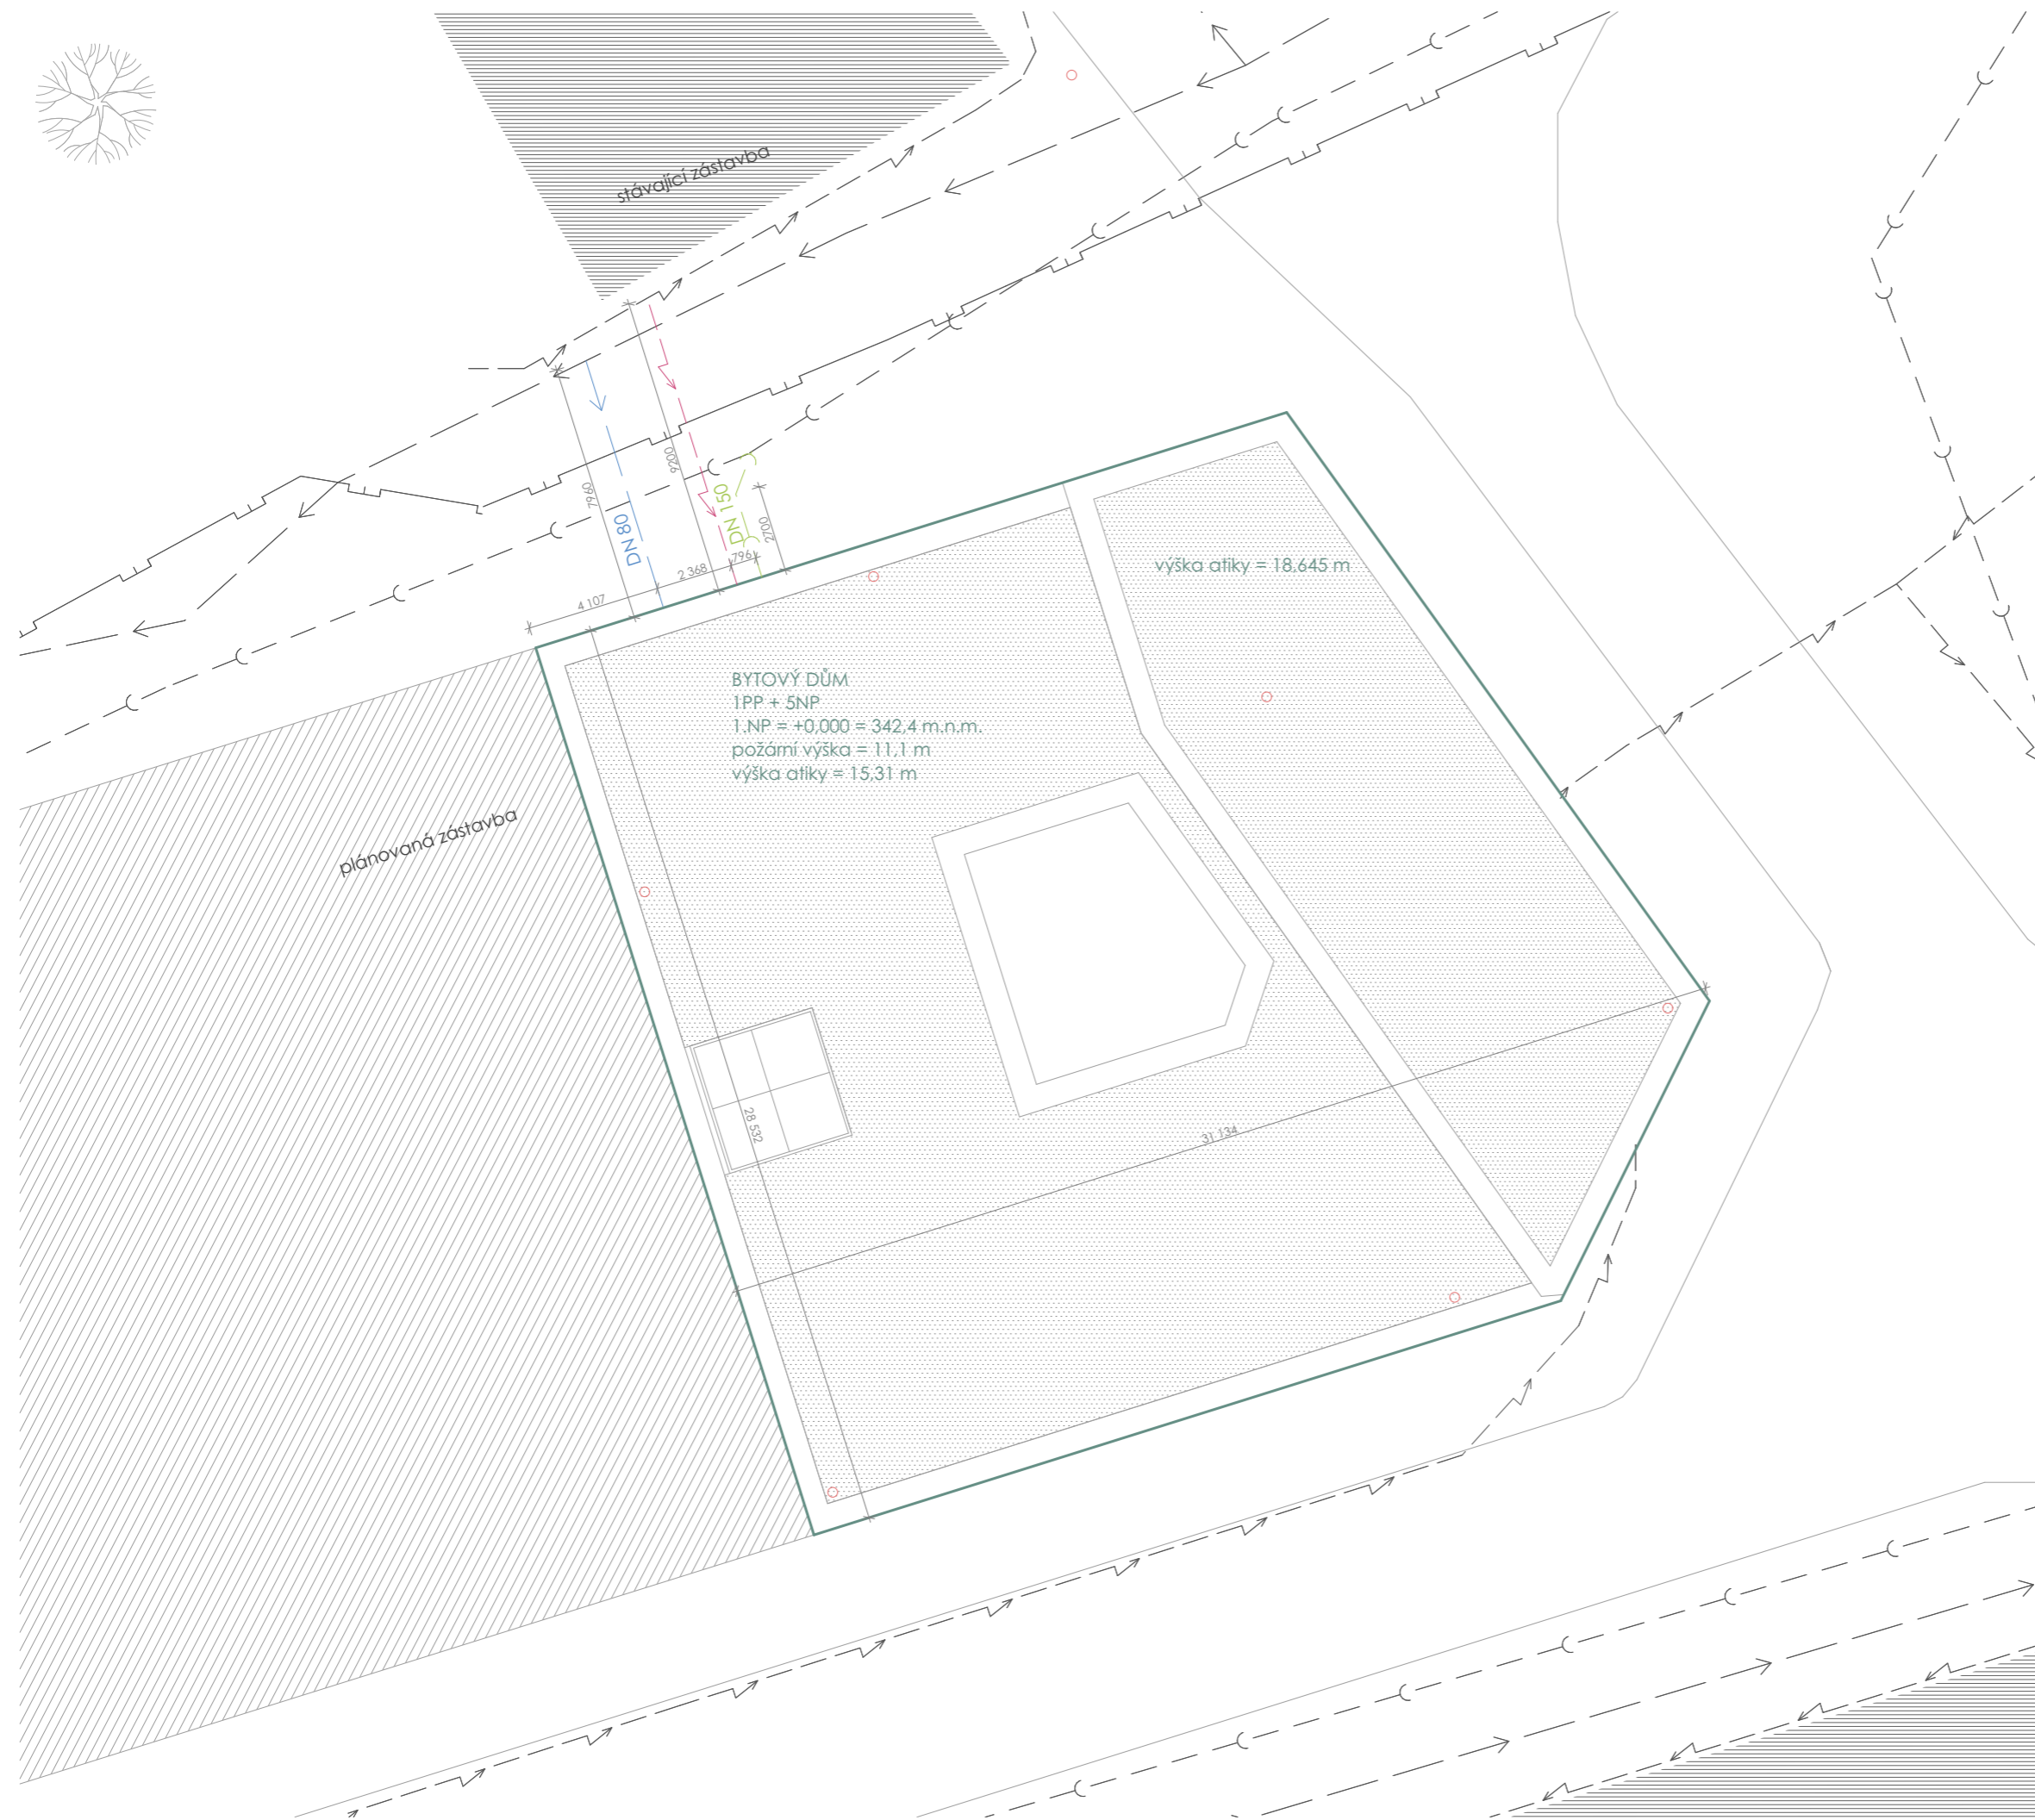 stávající zástavba
7960
9200
DN 80
DN 150
2700
796
2 368
4 107
výška atiky = 18,645 m
BYTOVÝ DŮM
1PP + 5NP
1.NP = +0,000 = 342,4 m.n.m.
požární výška = 11,1 m
výška atiky = 15,31 m
plánovaná zástavba
28 532
31 134